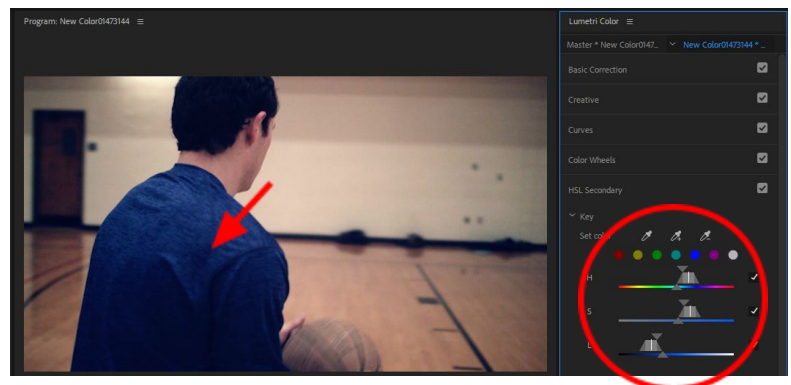 Program: New Color01473144
Lumetri Color
Master * New Color0147... New Color01473144 * ...
Basic Correction
Creative
Curves
Color Wheels
HSL Secondary
Key
Set color
H
S
L